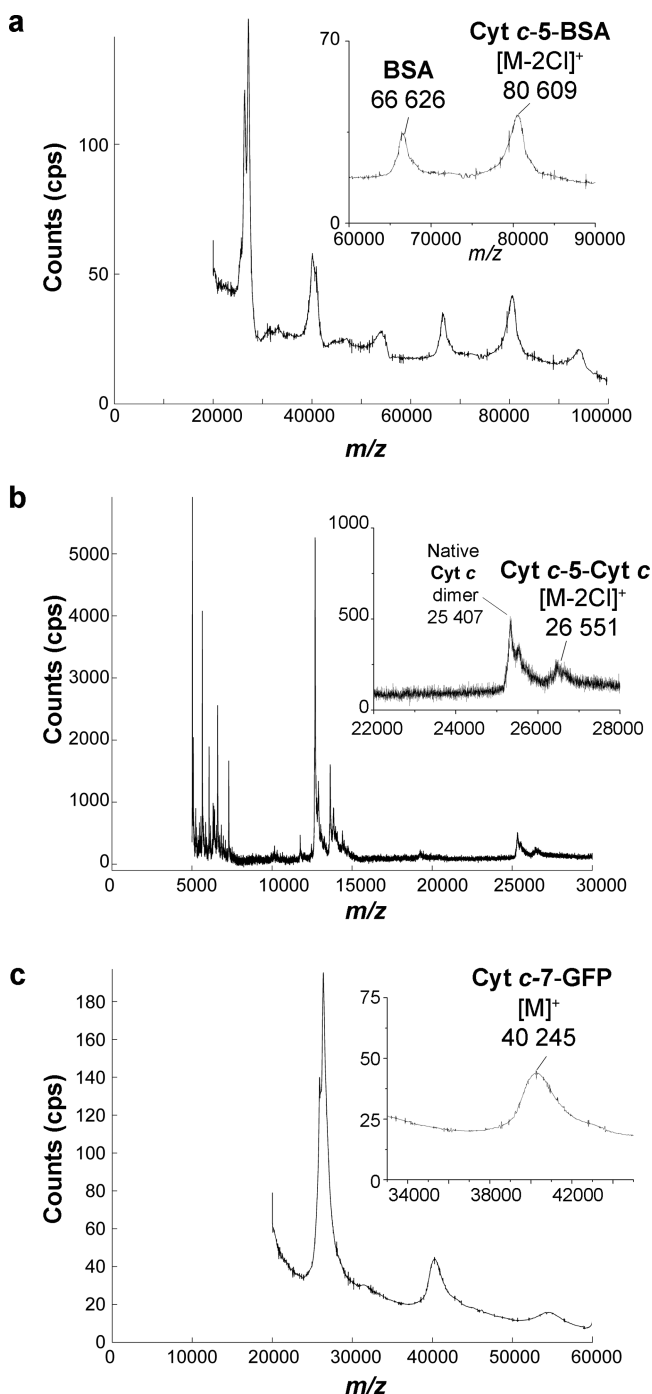 a
Counts (cps)
100
50
0
0 20000 40000 60000 80000 100000
m/z
70
0
BSA
66 626
Cyt c-5-BSA
[M-2Cl]⁺
80 609
60000 70000 80000 90000
m/z
b
Counts (cps)
5000
4000
3000
2000
1000
0
0 5000 10000 15000 20000 25000 30000
m/z
1000
500
0
Native
Cyt c
dimer
25 407
Cyt c-5-Cyt c
[M-2Cl]⁺
26 551
22000 24000 26000 28000
c
Counts (cps)
180
160
140
120
100
80
60
40
20
0
0 10000 20000 30000 40000 50000 60000
m/z
75
50
25
0
Cyt c-7-GFP
[M]⁺
40 245
34000 38000 42000